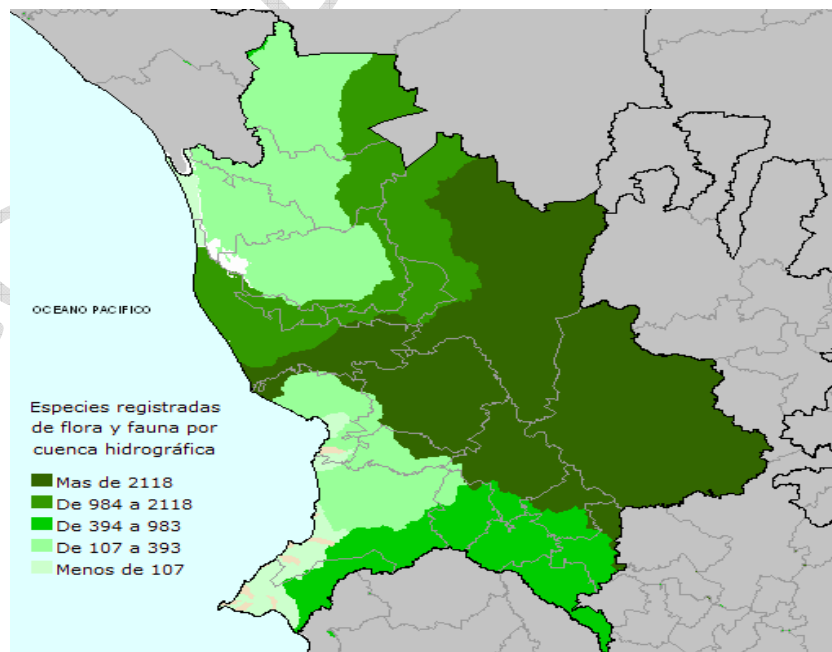 OCEANO PACIFICO
Especies registradas
de flora y fauna por
cuenca hidrográfica
Mas de 2118
De 984 a 2118
De 394 a 983
De 107 a 393
Menos de 107